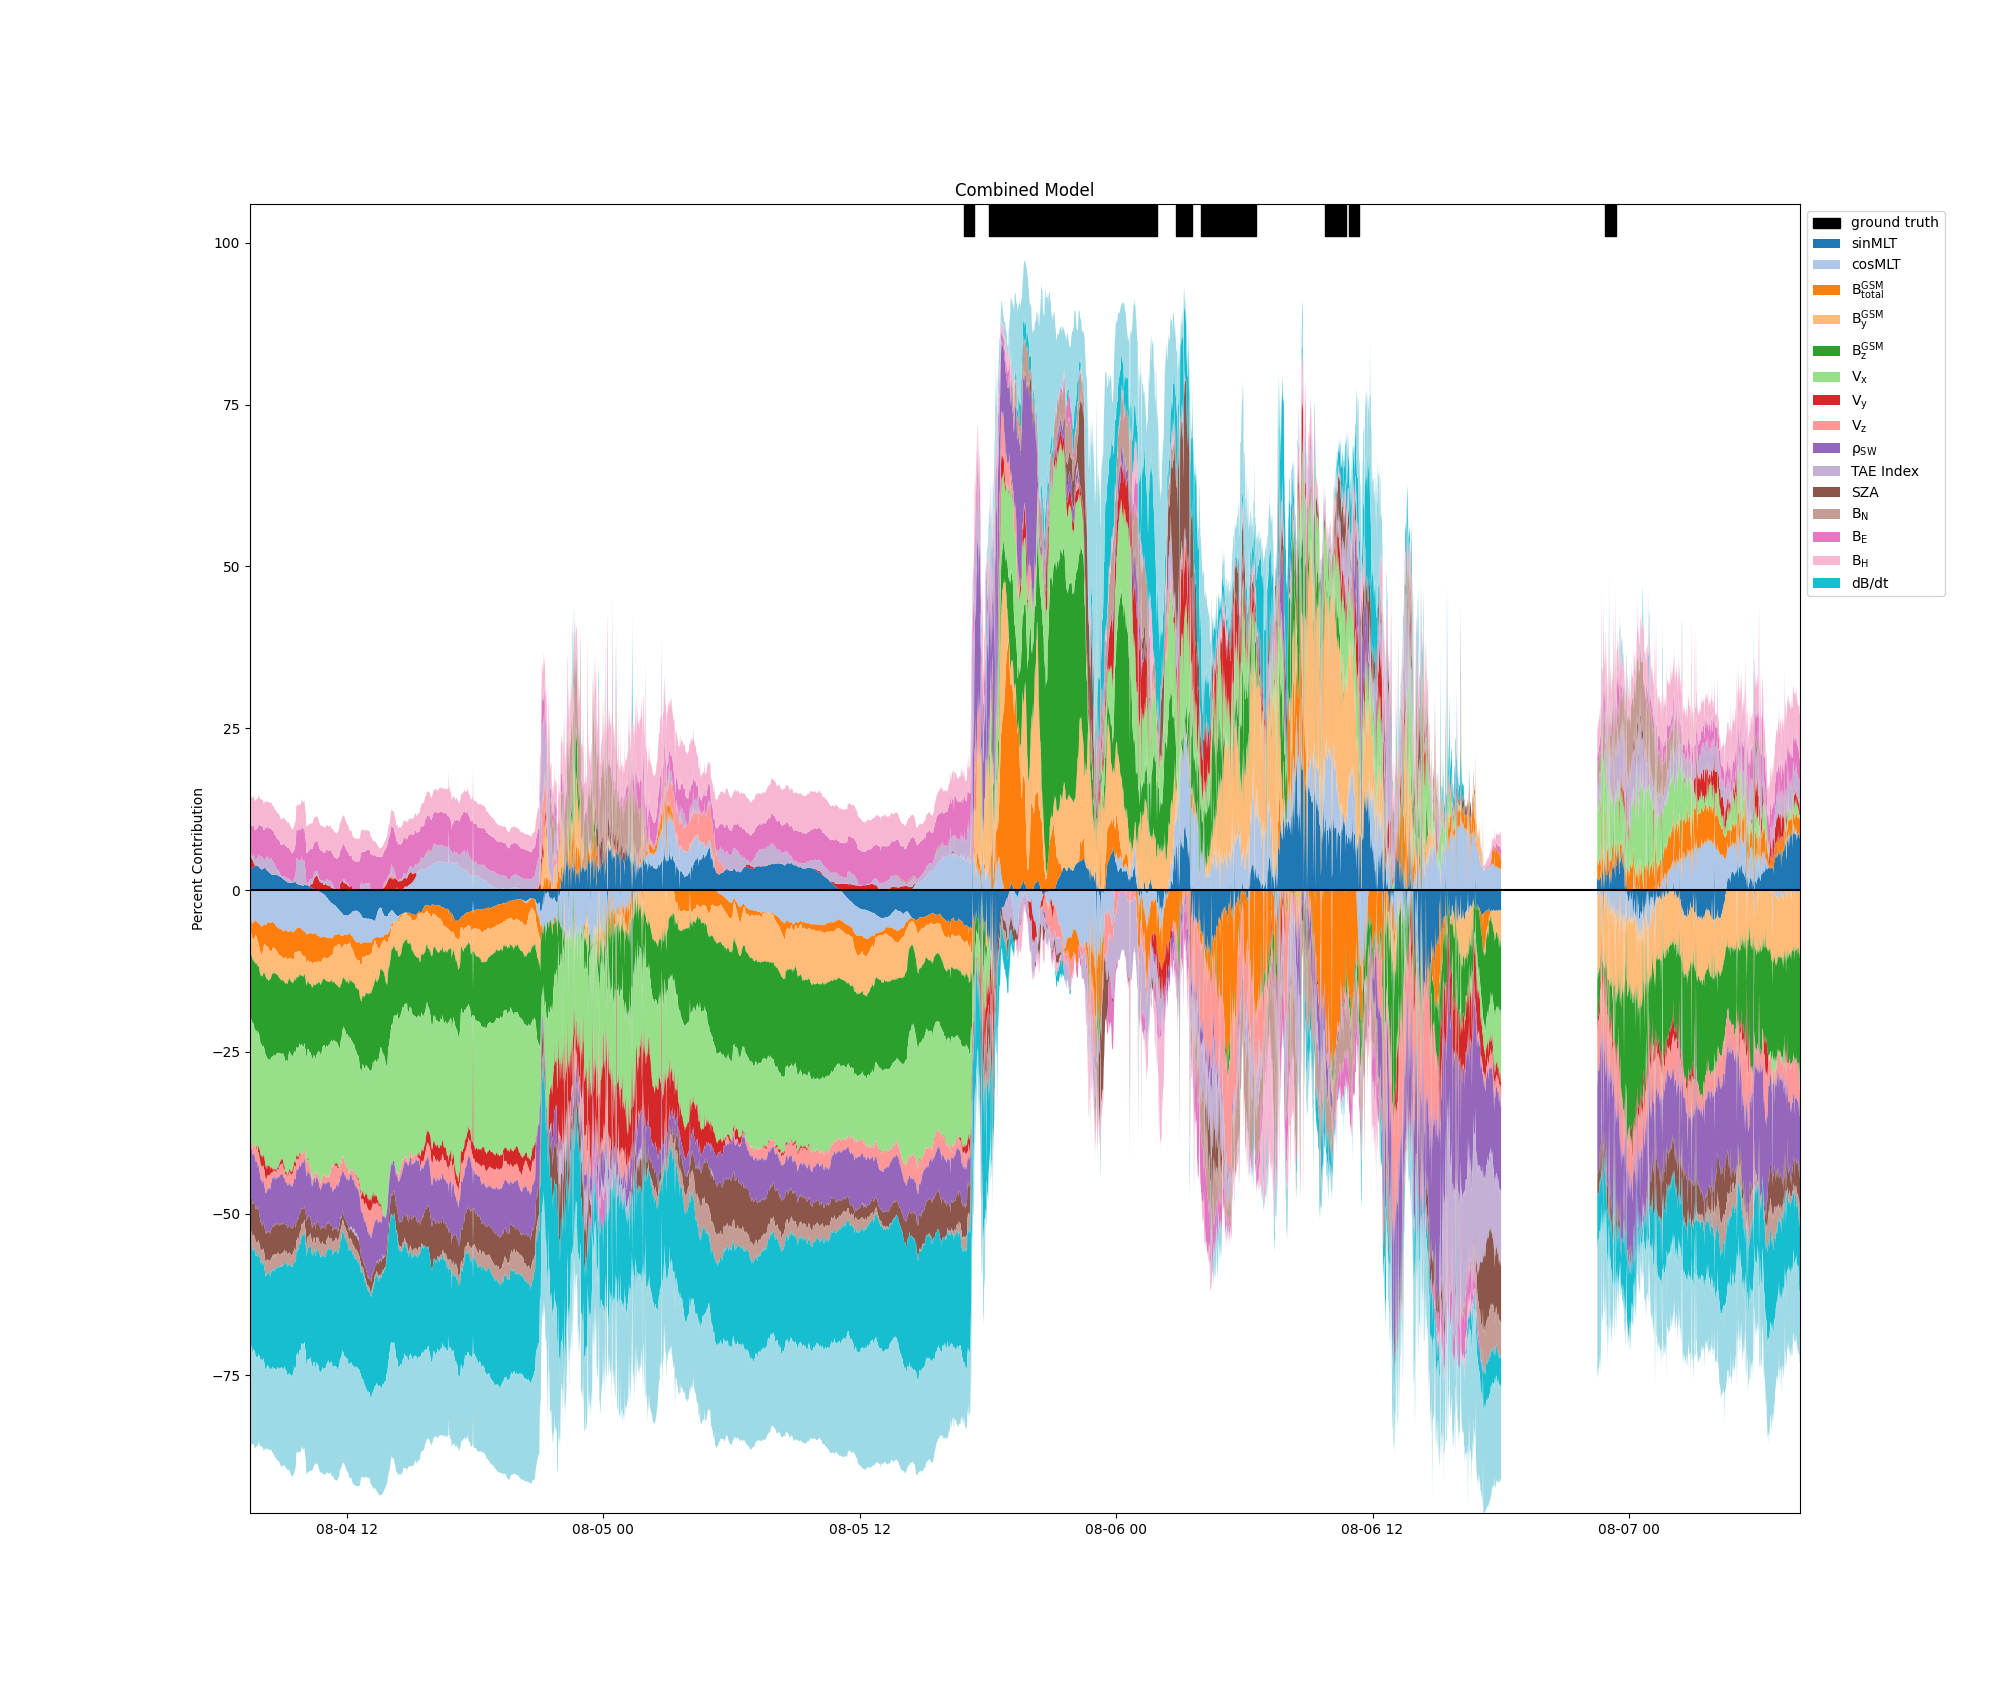 Combined Model
100
75
50
25
0
−25
−50
−75
Percent Contribution
08-04 12
08-05 00
08-05 12
08-06 00
08-06 12
08-07 00
ground truth
sinMLT
cosMLT
B_total^GSM
B_y^GSM
B_z^GSM
V_x
V_y
V_z
ρ_SW
TAE Index
SZA
B_N
B_E
B_H
dB/dt